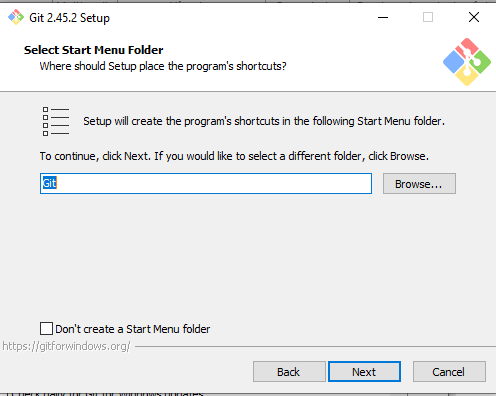 Git 2.45.2 Setup
Select Start Menu Folder
Where should Setup place the program's shortcuts?
Setup will create the program's shortcuts in the following Start Menu folder.
To continue, click Next. If you would like to select a different folder, click Browse.
Git
Browse...
Don't create a Start Menu folder
https://gitforwindows.org/
Back
Next
Cancel